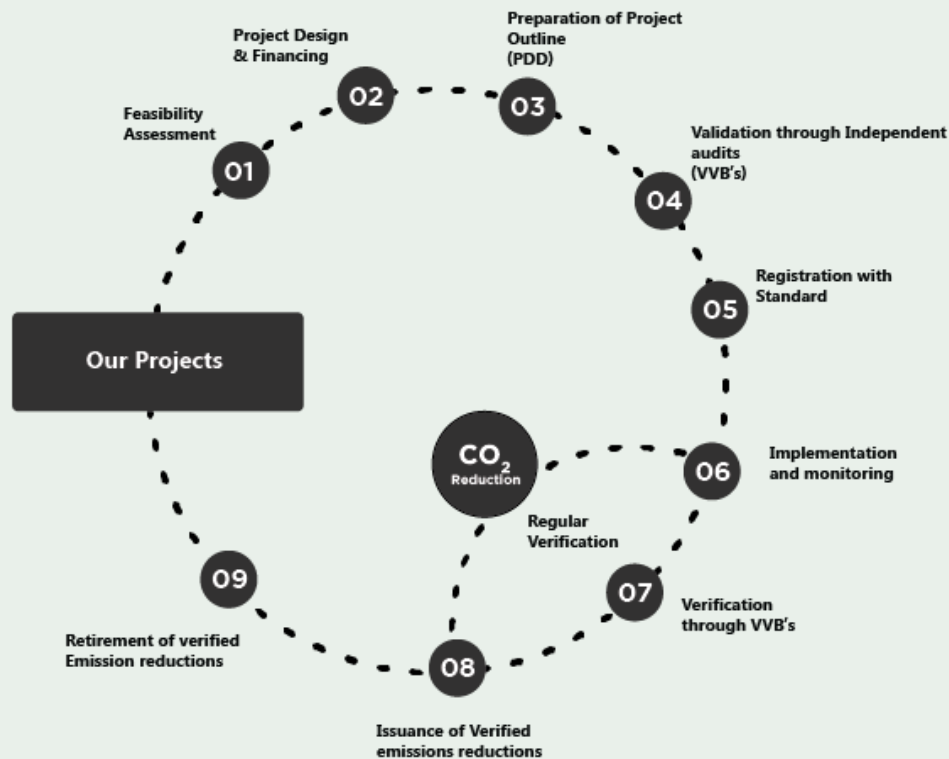 Project Design
& Financing
02
Preparation of Project
Outline
(PDD)
03
Feasibility
Assessment
01
Validation through Independent
audits
(VVB's)
04
Registration with
Standard
05
Our Projects
CO2
Reduction
Implementation
and monitoring
06
Regular
Verification
07
Verification
through VVB's
09
Retirement of verified
Emission reductions
08
Issuance of Verified
emissions reductions